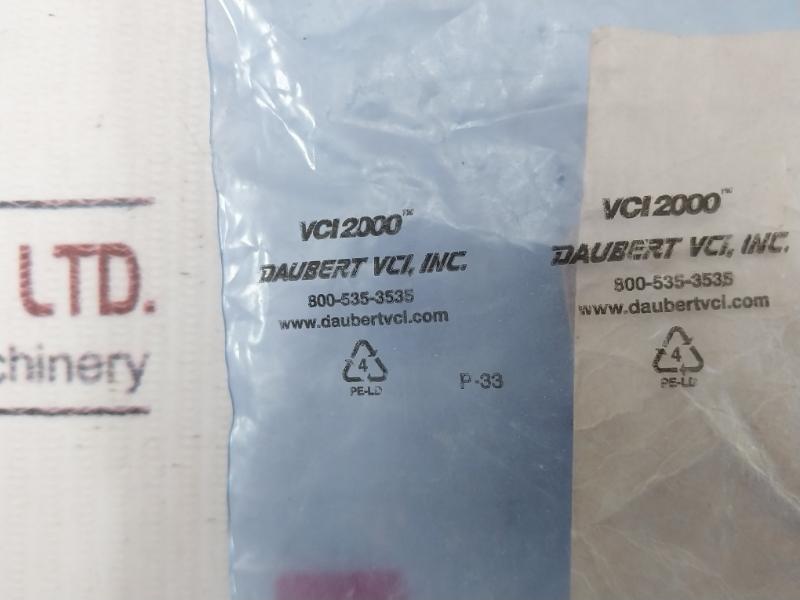 LTD.
VCI 2000™
DAUBERT VCI, INC.
800-535-3535
www.daubertvci.com
4
PE-LD
P-33
VCI 2000™
DAUBERT VCI, INC.
800-535-3535
www.daubertvci.com
4
PE-LD